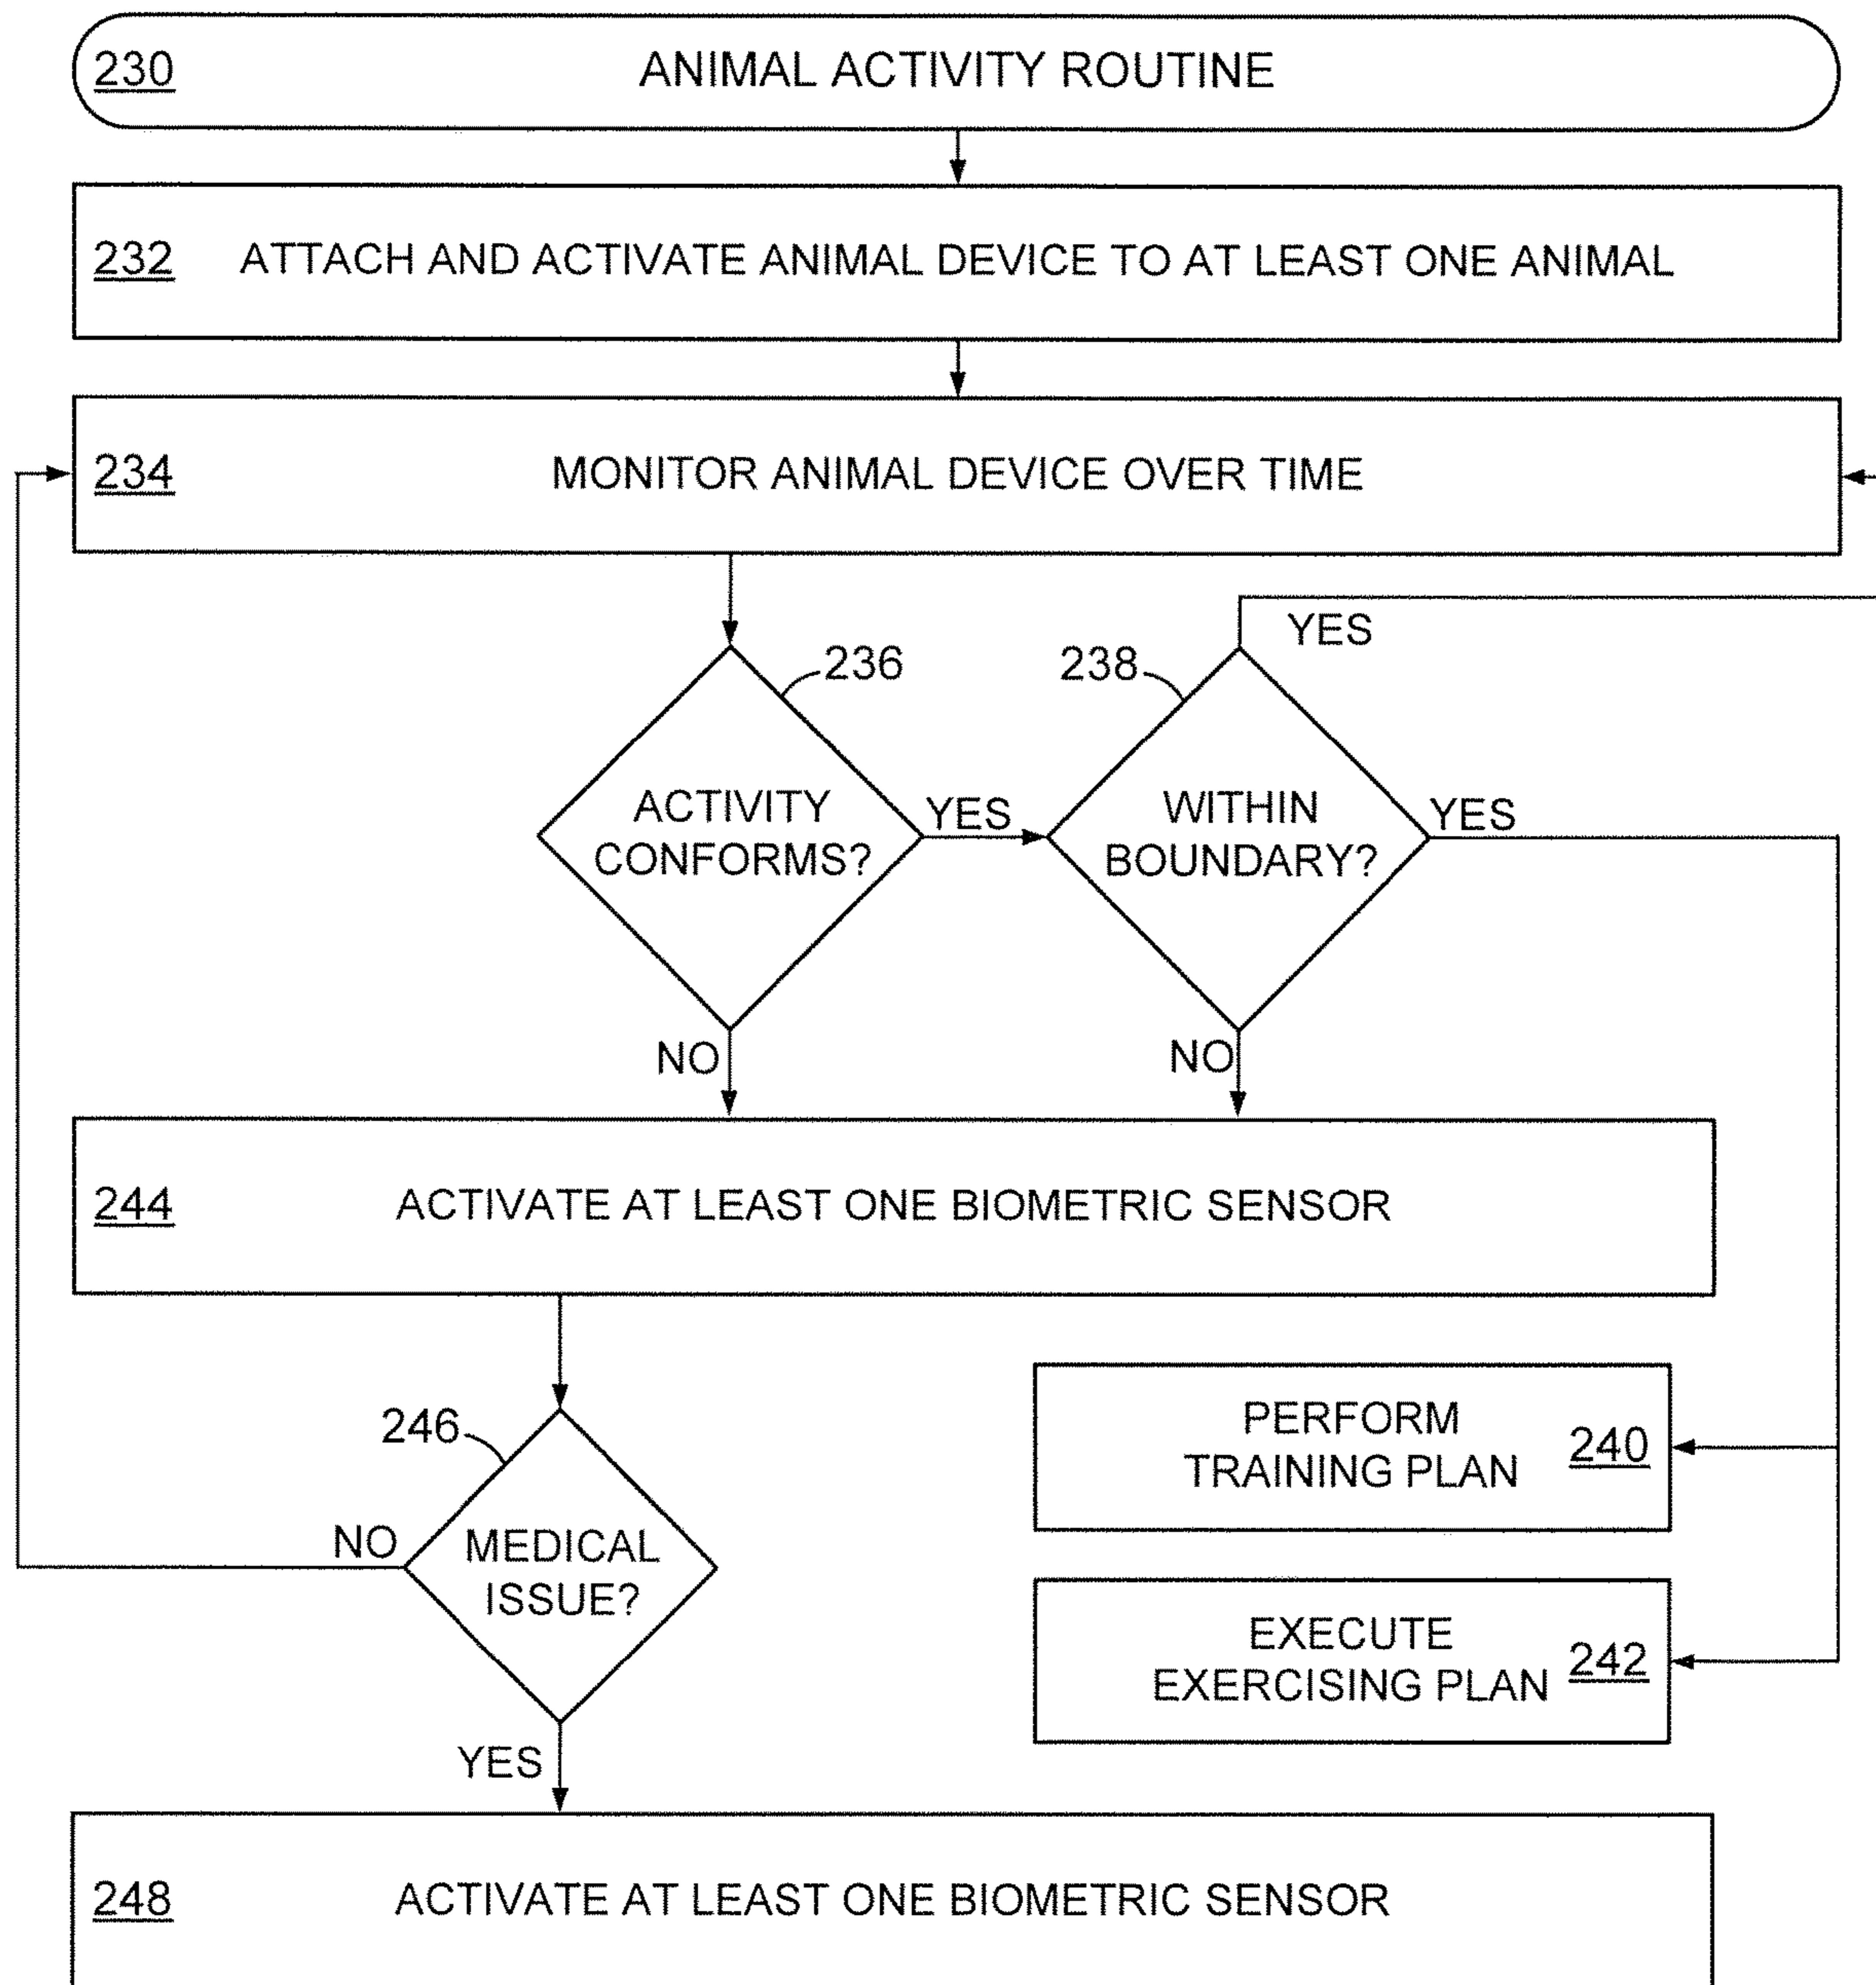 230 ANIMAL ACTIVITY ROUTINE
232 ATTACH AND ACTIVATE ANIMAL DEVICE TO AT LEAST ONE ANIMAL
234 MONITOR ANIMAL DEVICE OVER TIME
YES
236
238
ACTIVITY
CONFORMS?
YES
WITHIN
BOUNDARY?
YES
NO
NO
244 ACTIVATE AT LEAST ONE BIOMETRIC SENSOR
246
NO
MEDICAL
ISSUE?
YES
PERFORM
TRAINING PLAN 240
EXECUTE
EXERCISING PLAN 242
248 ACTIVATE AT LEAST ONE BIOMETRIC SENSOR